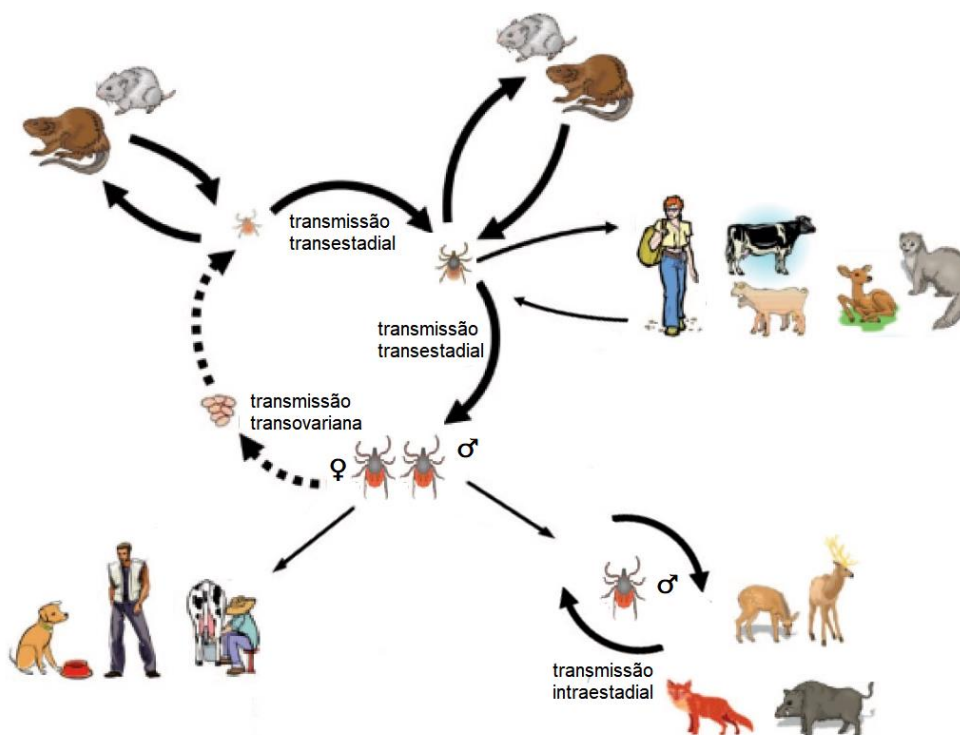 transmissão
transestadial
transmissão
transestadial
transmissão
transovariana
♀
♂
♂
transmissão
intraestadial